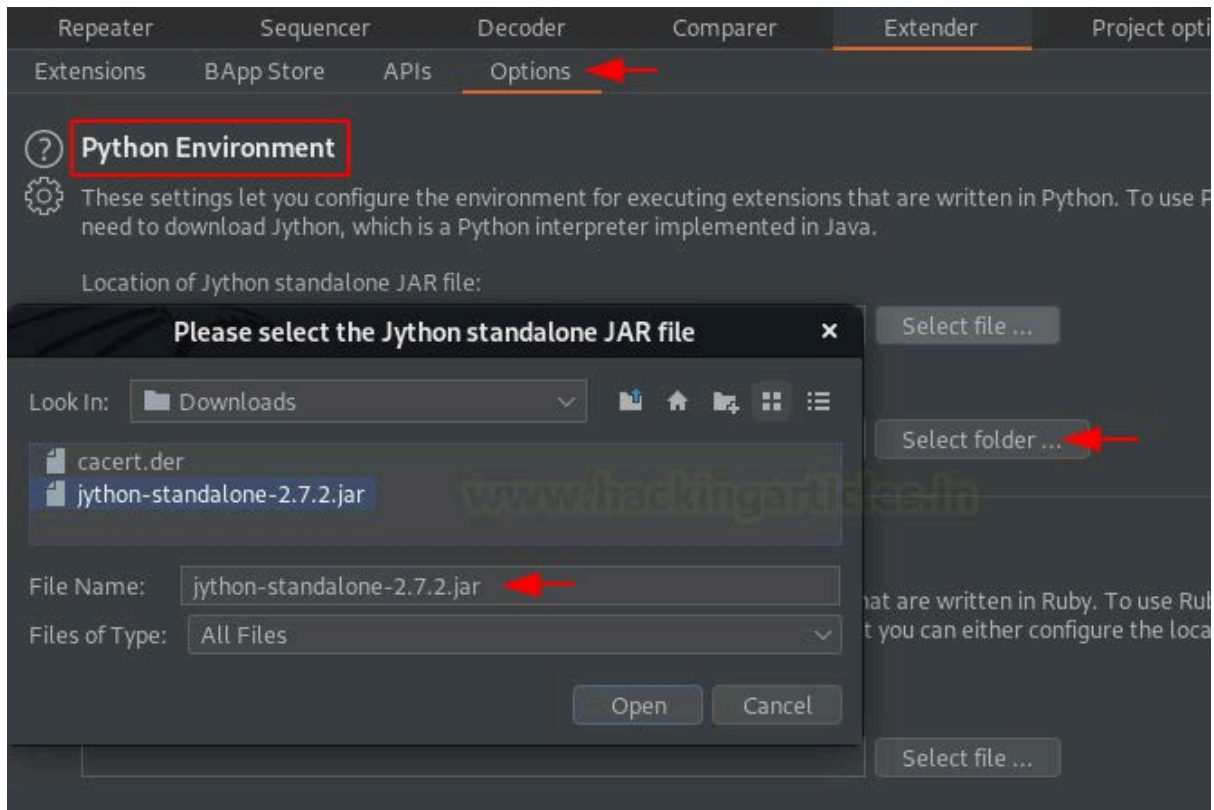 Repeater Sequencer Decoder Comparer Extender Project opti
Extensions BApp Store APIs Options
Python Environment
These settings let you configure the environment for executing extensions that are written in Python. To use P
need to download Jython, which is a Python interpreter implemented in Java.
Location of Jython standalone JAR file:
Please select the Jython standalone JAR file
Select file ...
Look In: Downloads
Select folder ...
cacert.der
jython-standalone-2.7.2.jar
www.hackingarticles.in
File Name: jython-standalone-2.7.2.jar
hat are written in Ruby. To use Rub
Files of Type: All Files
t you can either configure the loca
Open Cancel
Select file ...